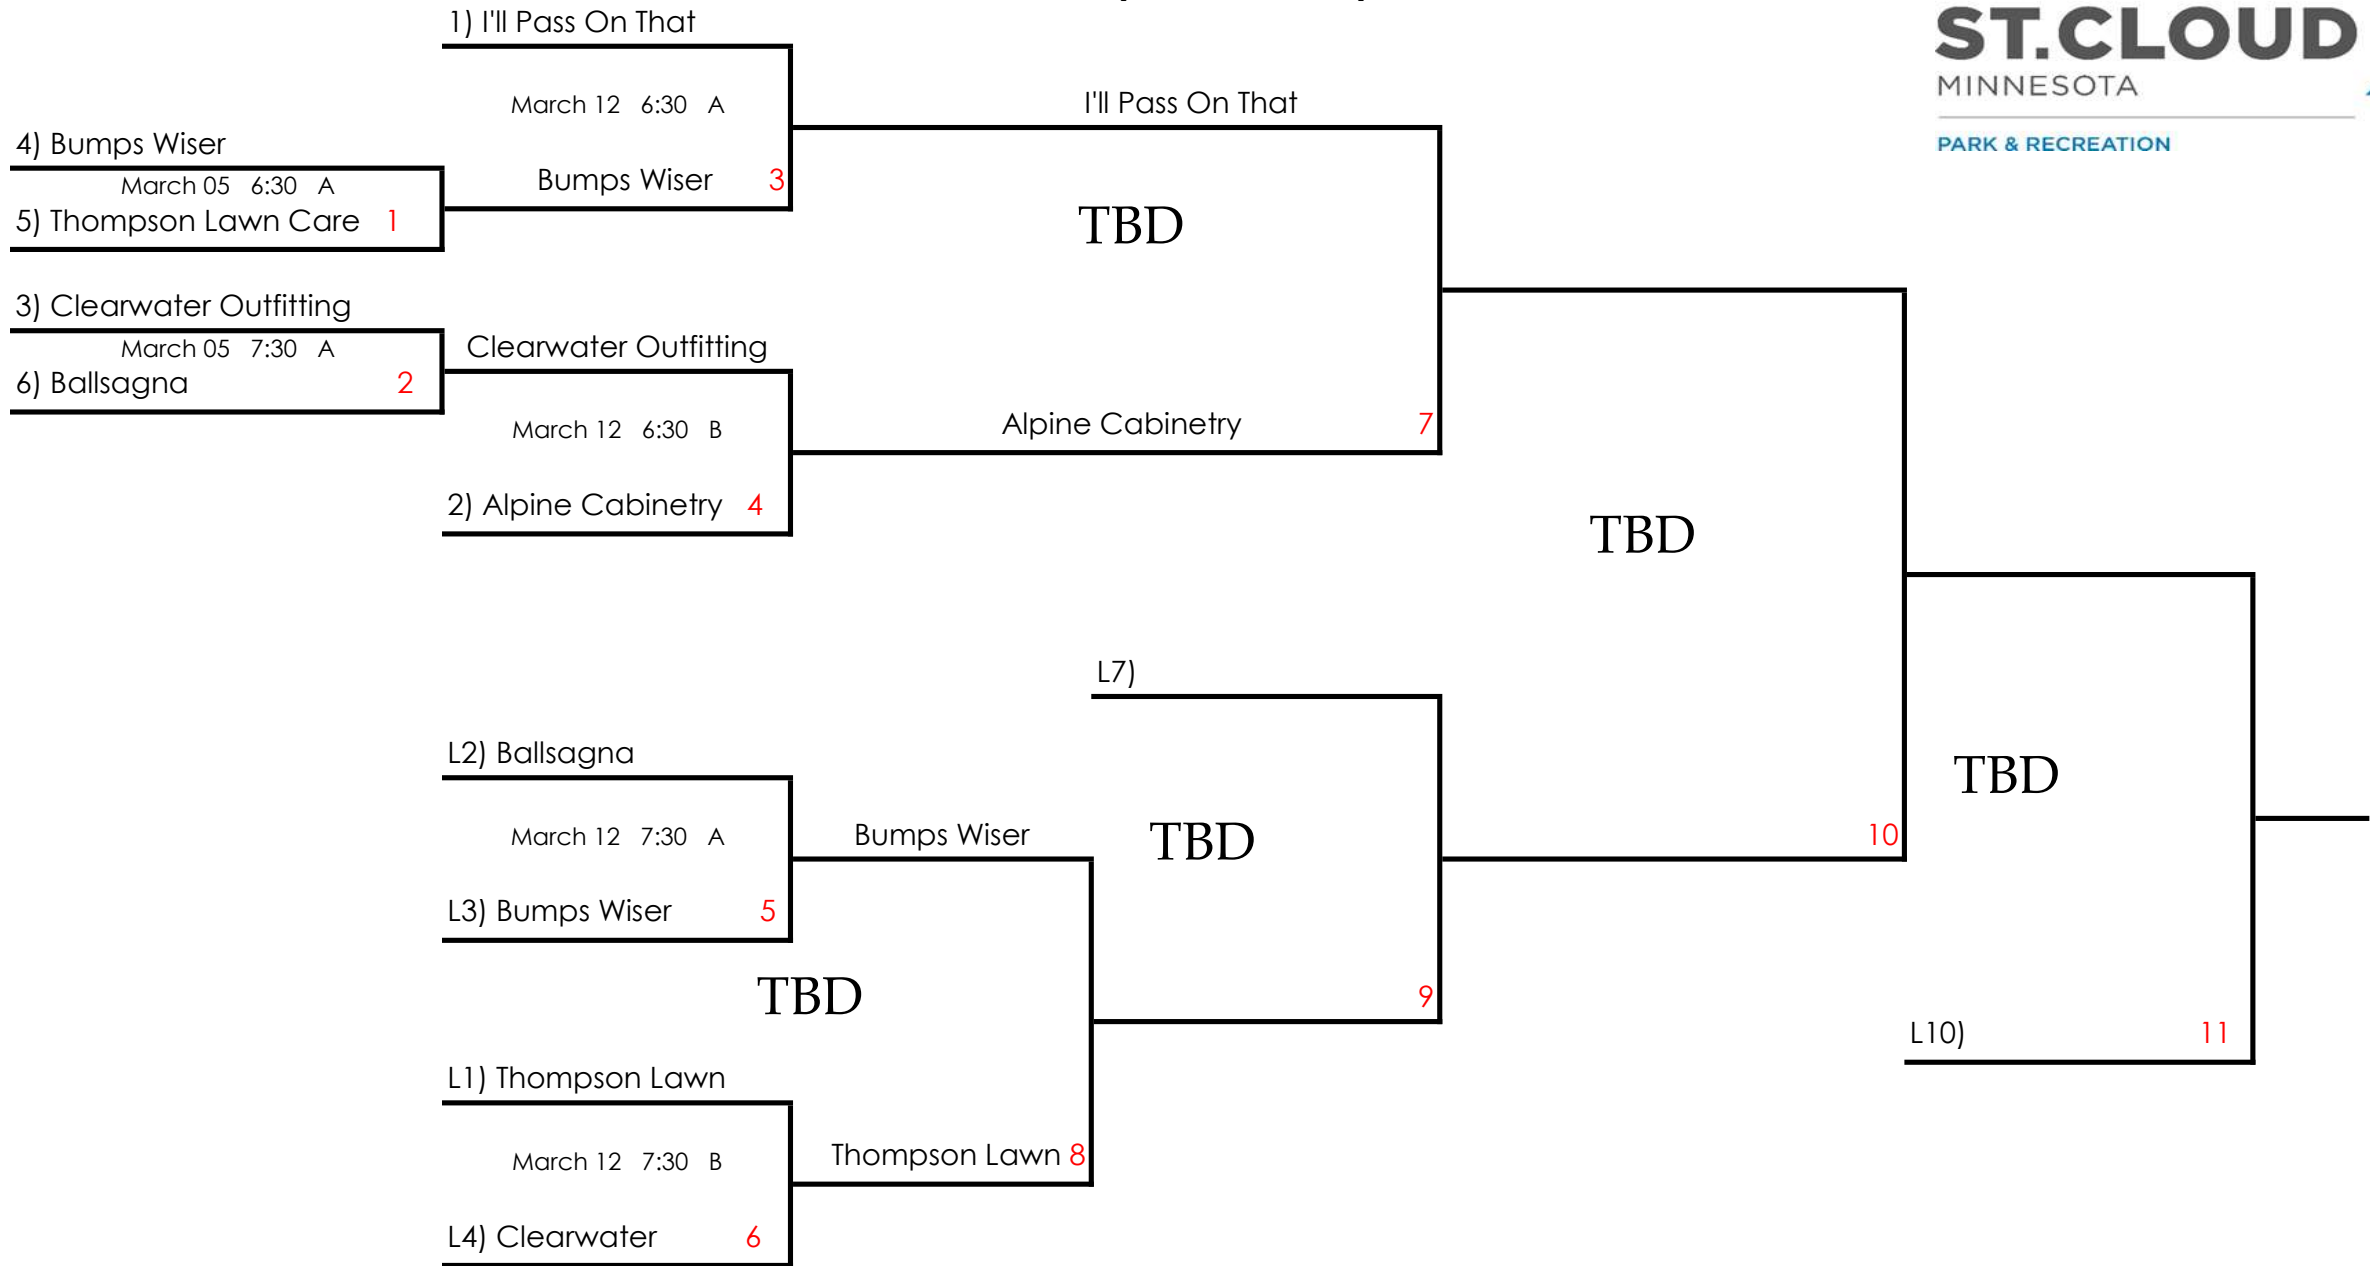 1) I'll Pass On That
ST.CLOUD
MINNESOTA
PARK & RECREATION
March 12 6:30 A
I'll Pass On That
4) Bumps Wiser
March 05 6:30 A
Bumps Wiser 3
5) Thompson Lawn Care 1
TBD
3) Clearwater Outfitting
March 05 7:30 A
Clearwater Outfitting
6) Ballsagna 2
March 12 6:30 B
Alpine Cabinetry 7
2) Alpine Cabinetry 4
TBD
L7)
L2) Ballsagna
TBD
March 12 7:30 A
Bumps Wiser
TBD
10
L3) Bumps Wiser 5
TBD
9
L10) 11
L1) Thompson Lawn
March 12 7:30 B
Thompson Lawn 8
L4) Clearwater 6